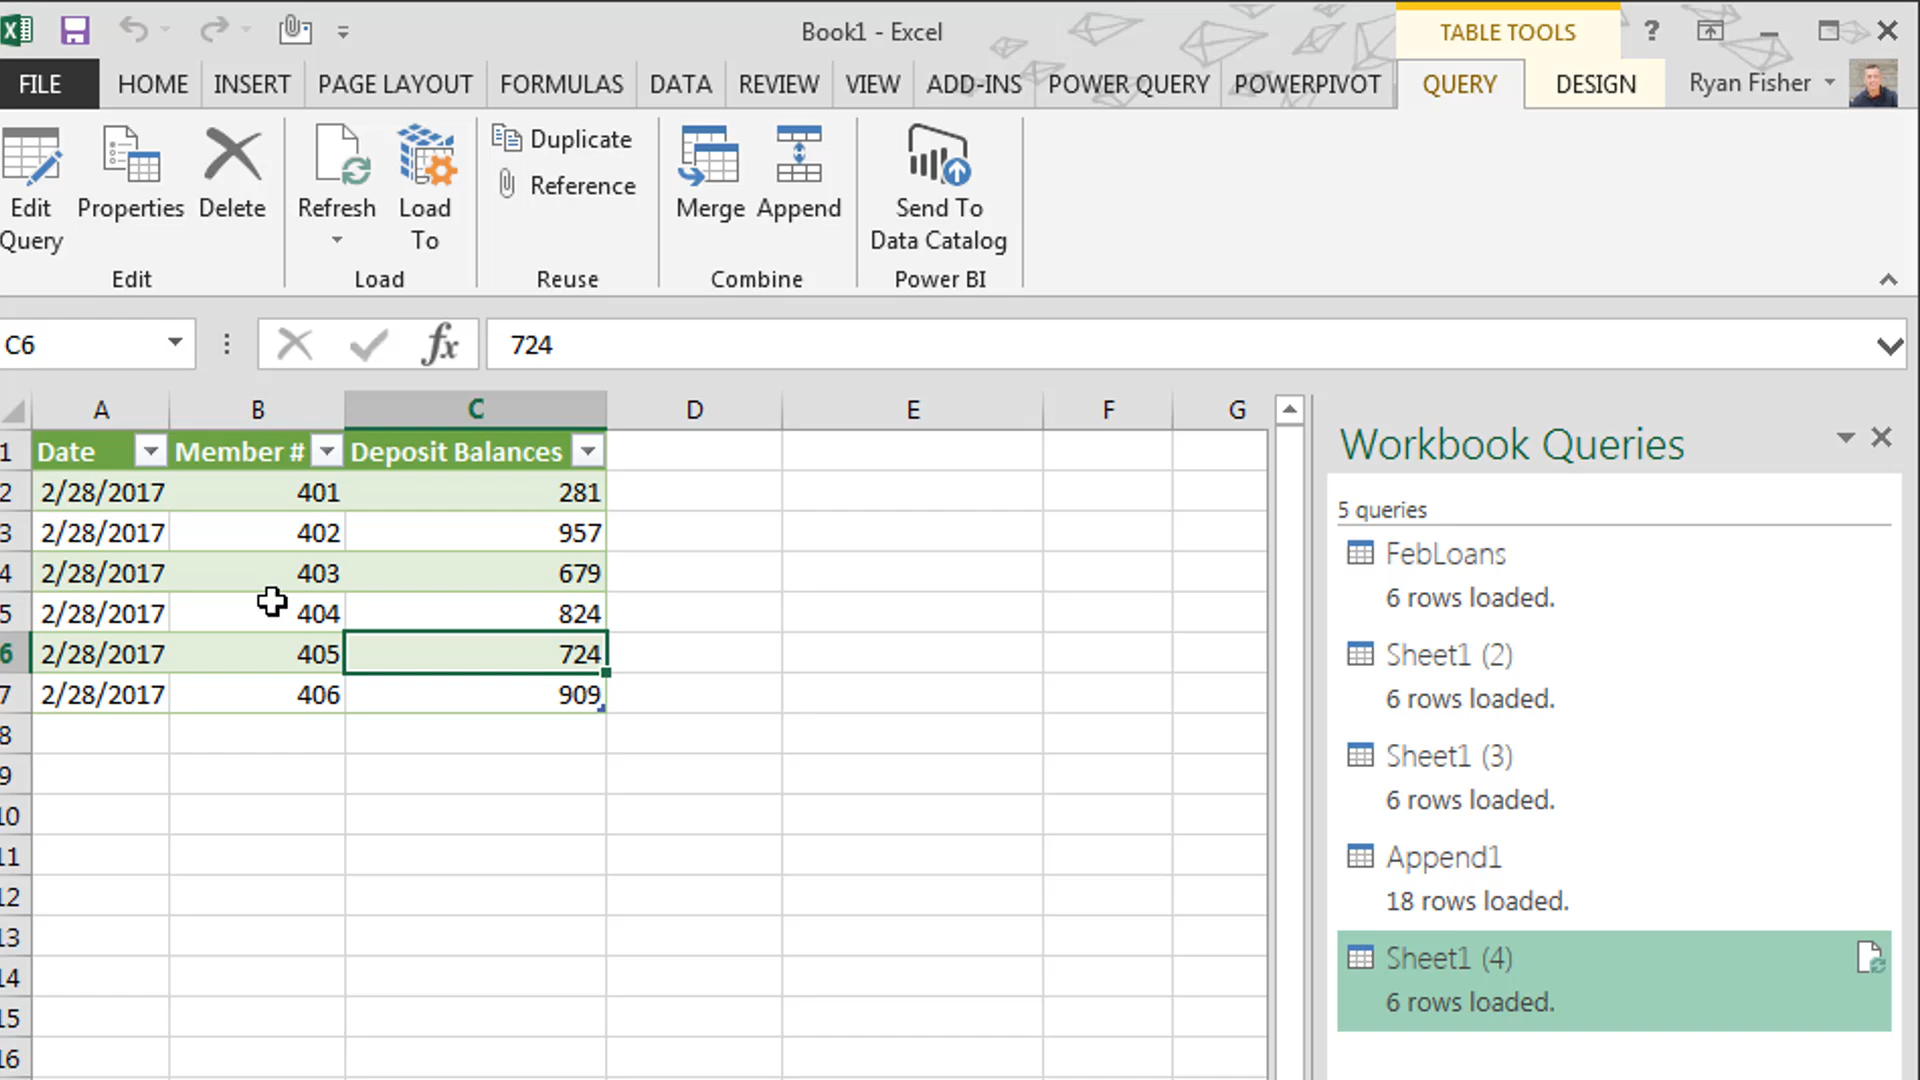 Book1 - Excel
TABLE TOOLS
?
FILE HOME INSERT PAGE LAYOUT FORMULAS DATA REVIEW VIEW ADD-INS POWER QUERY POWERPIVOT QUERY DESIGN Ryan Fisher
Edit Query
Properties
Delete
Refresh
Load To
Duplicate
Reference
Merge
Append
Send To Data Catalog
Edit Load Reuse Combine Power BI
C6 fx 724
A B C D E F G
1 Date Member # Deposit Balances
2 2/28/2017 401 281
3 2/28/2017 402 957
4 2/28/2017 403 679
5 2/28/2017 404 824
6 2/28/2017 405 724
7 2/28/2017 406 909
8
9
10
11
12
13
14
15
16
Workbook Queries
5 queries
FebLoans
6 rows loaded.
Sheet1 (2)
6 rows loaded.
Sheet1 (3)
6 rows loaded.
Append1
18 rows loaded.
Sheet1 (4)
6 rows loaded.